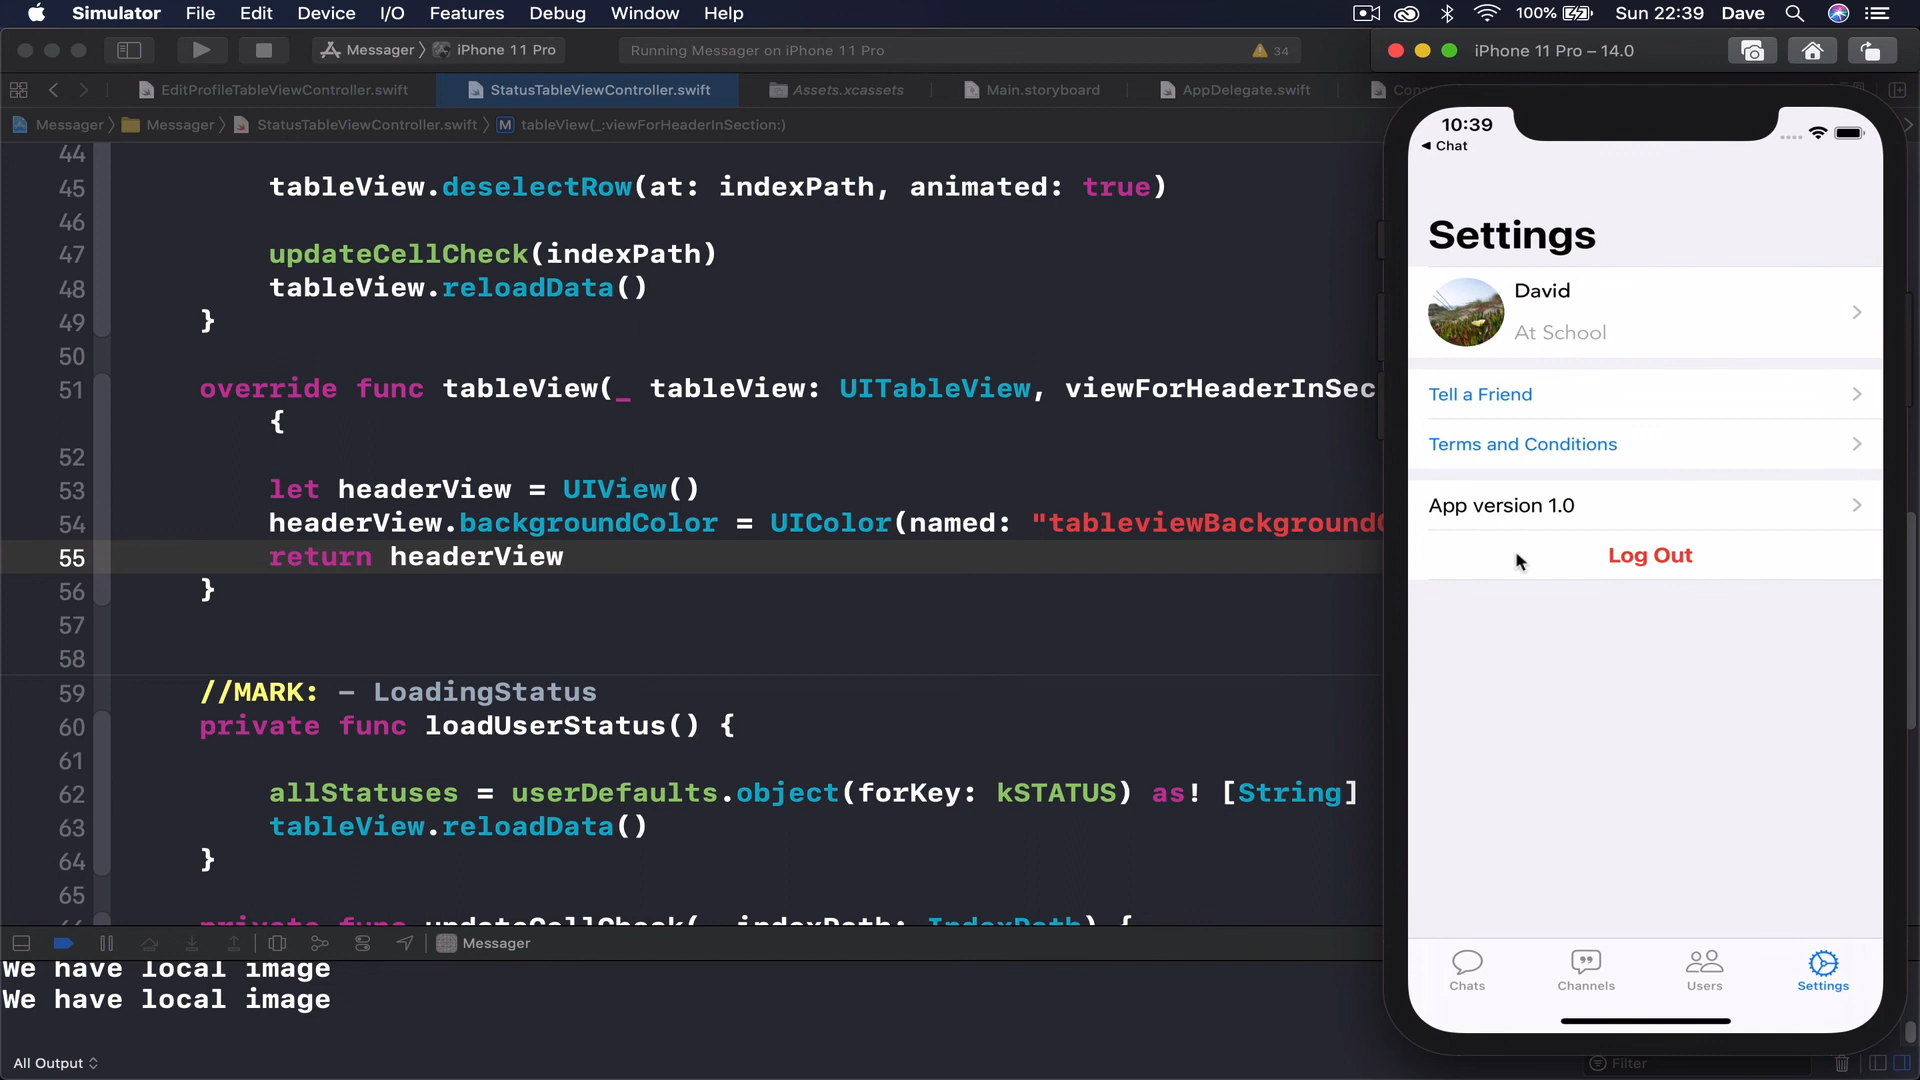 Simulator File Edit Device I/O Features Debug Window Help 100% Sun 22:39 Dave
Messager iPhone 11 Pro Running Messager on iPhone 11 Pro 34
iPhone 11 Pro – 14.0
EditProfileTableViewController.swift StatusTableViewController.swift Assets.xcassets Main.storyboard AppDelegate.swift
Messager Messager StatusTableViewController.swift M tableView(_:viewForHeaderInSection:)
44
45 tableView.deselectRow(at: indexPath, animated: true)
46
47 updateCellCheck(indexPath)
48 tableView.reloadData()
49 }
50
51 override func tableView(_ tableView: UITableView, viewForHeaderInSec
{
52
53 let headerView = UIView()
54 headerView.backgroundColor = UIColor(named: "tableviewBackground
55 return headerView
56 }
57
58
59 //MARK: – LoadingStatus
60 private func loadUserStatus() {
61
62 allStatuses = userDefaults.object(forKey: kSTATUS) as! [String]
63 tableView.reloadData()
64 }
65
private func updateCellCheck(_ indexPath: IndexPath) {
Messager
We have local image
We have local image
All Output
Filter
10:39
Chat
Settings
David
At School
Tell a Friend
Terms and Conditions
App version 1.0
Log Out
Chats Channels Users Settings